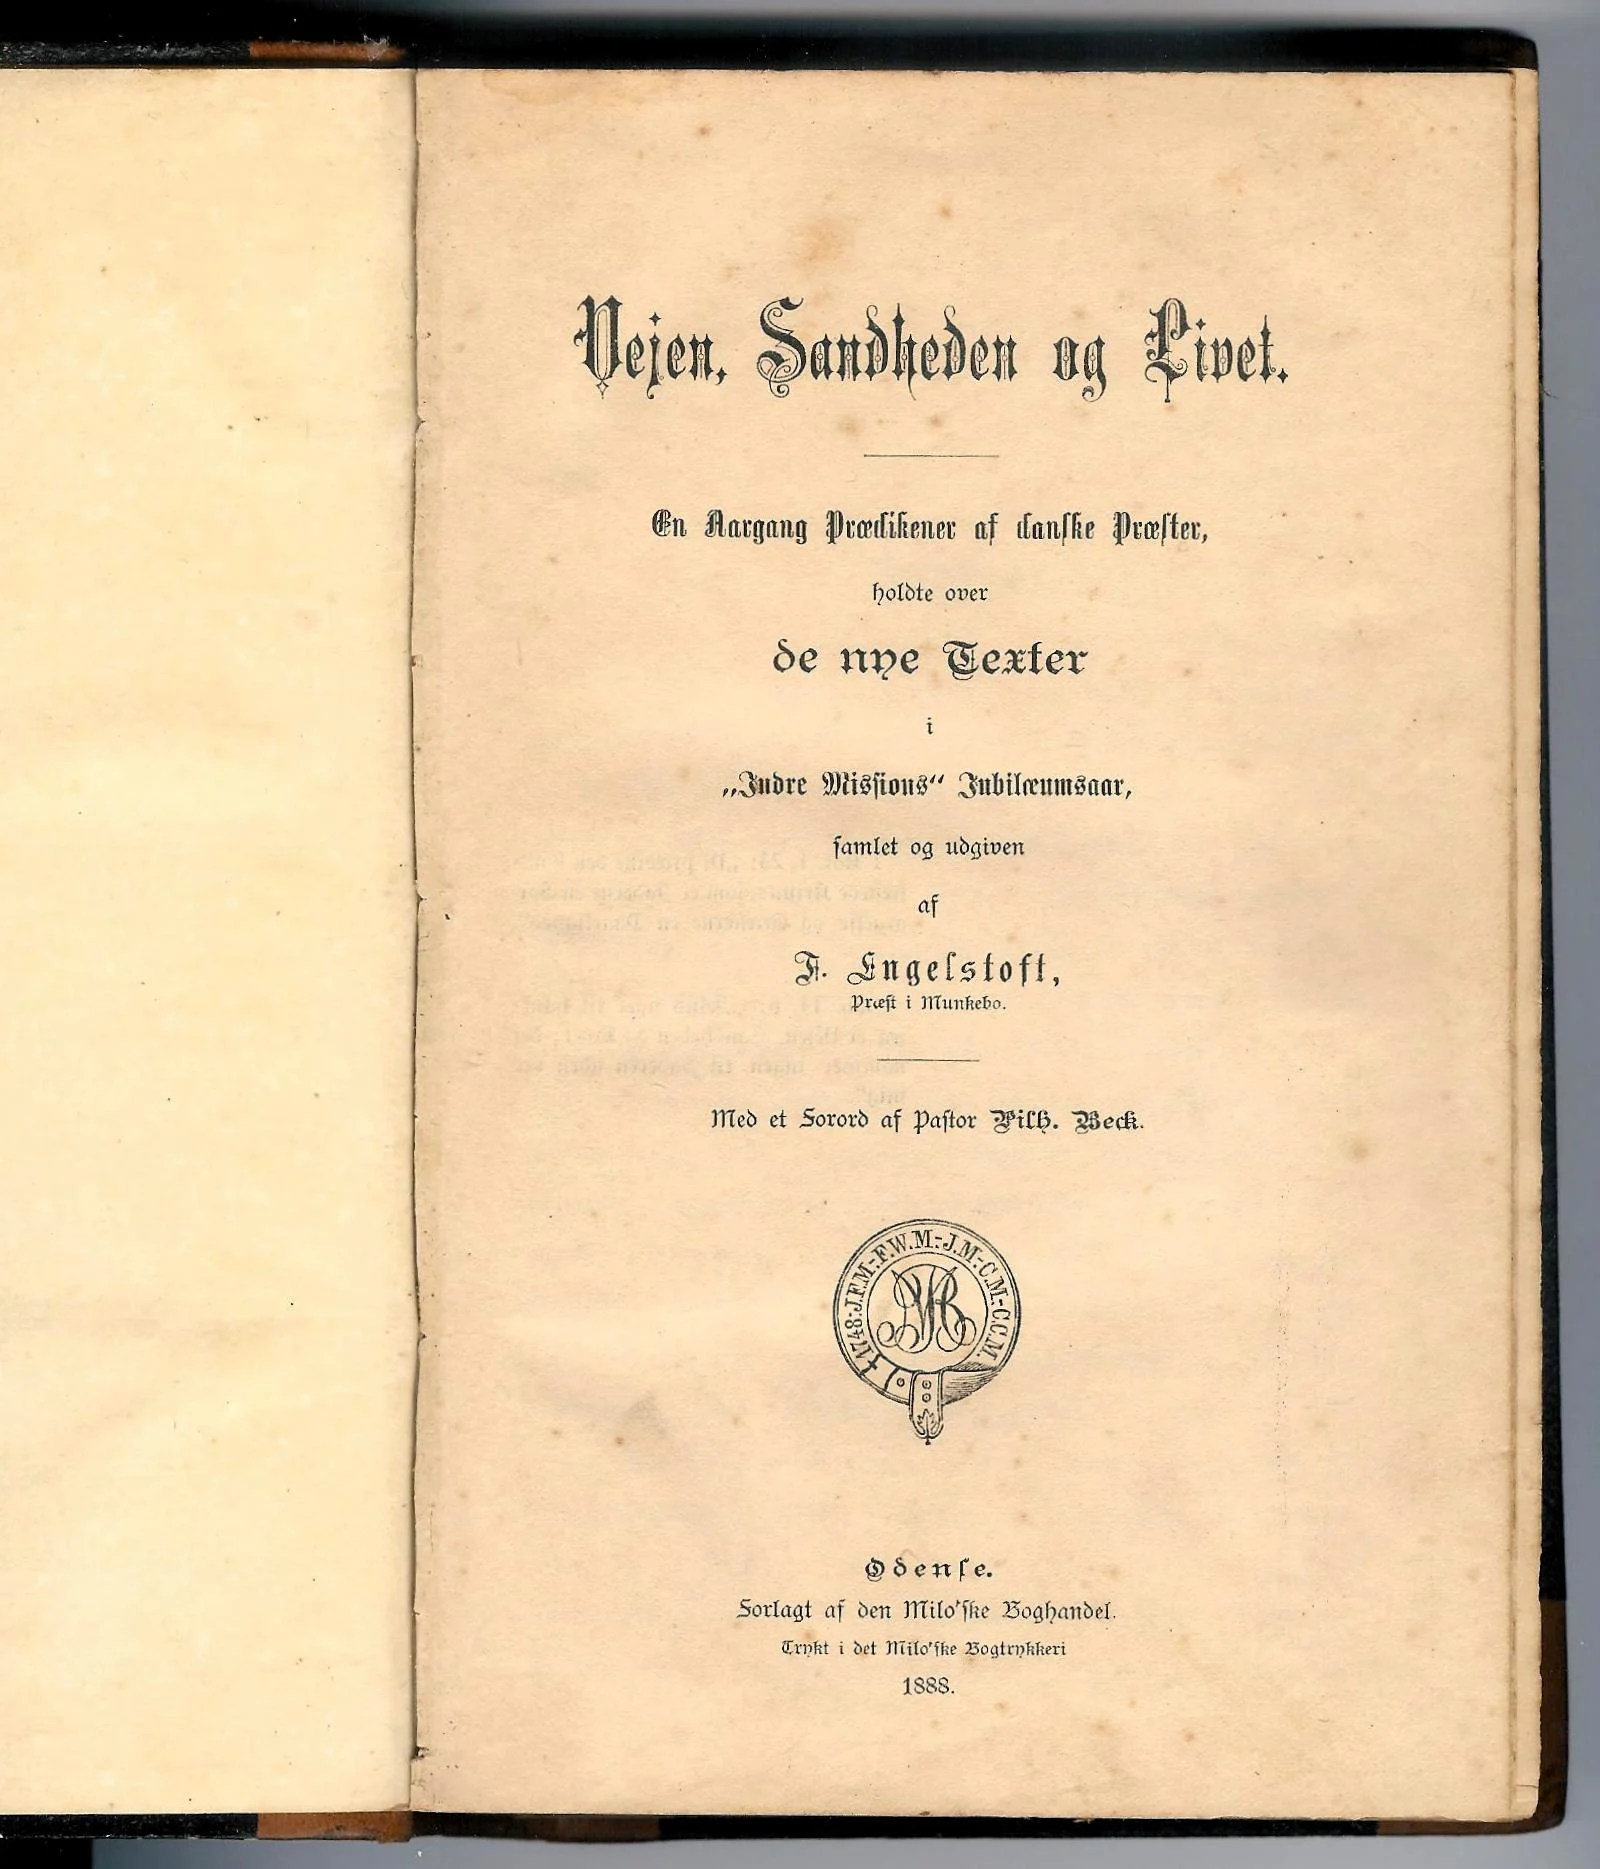 Vejen, Sandheden og Livet.
En Aargang Prædikener af danſke Præſter,
holdte over
de nye Texter
i
„Indre Misſions“ Jubilæumsaar,
ſamlet og udgiven
af
F. Engelstoft,
Præſt i Munkebo.
Med et Forord af Paſtor Vilh. Beck.
1748:J.F.M-:F.W.M-:J.M-:C.M-:C.C.M.
Odenſe.
Forlagt af den Milo'ſke Boghandel.
Trykt i det Milo'ſke Bogtrykkeri
1888.